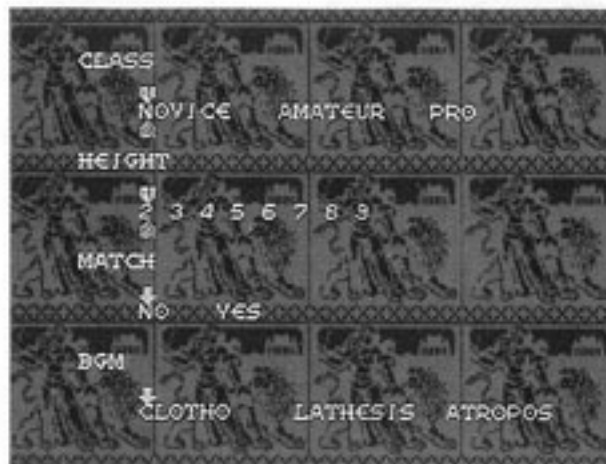 CLASS
NOVICE AMATEUR PRO
HEIGHT
2 3 4 5 6 7 8 9
MATCH
NO YES
BGM
CLOTHO LATHESIS ATROPOS